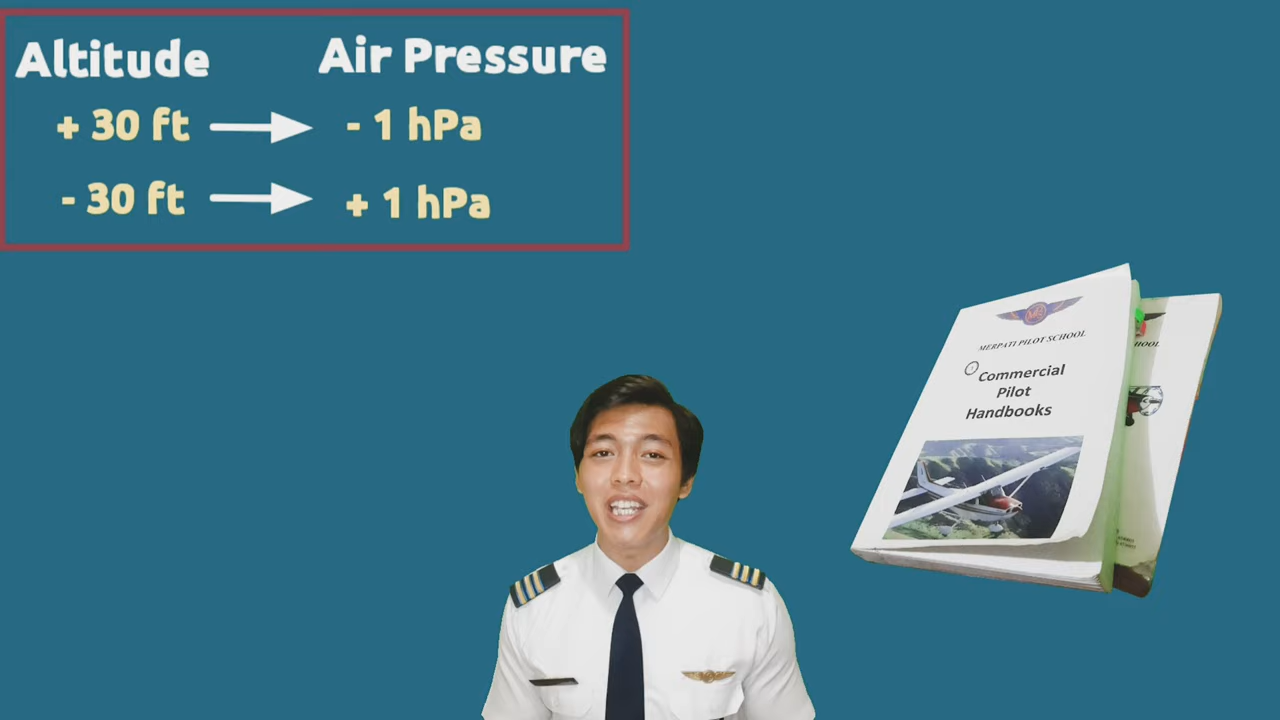 Altitude Air Pressure
+ 30 ft - 1 hPa
- 30 ft + 1 hPa
MERPATI PILOT SCHOOL
Commercial
Pilot
Handbooks